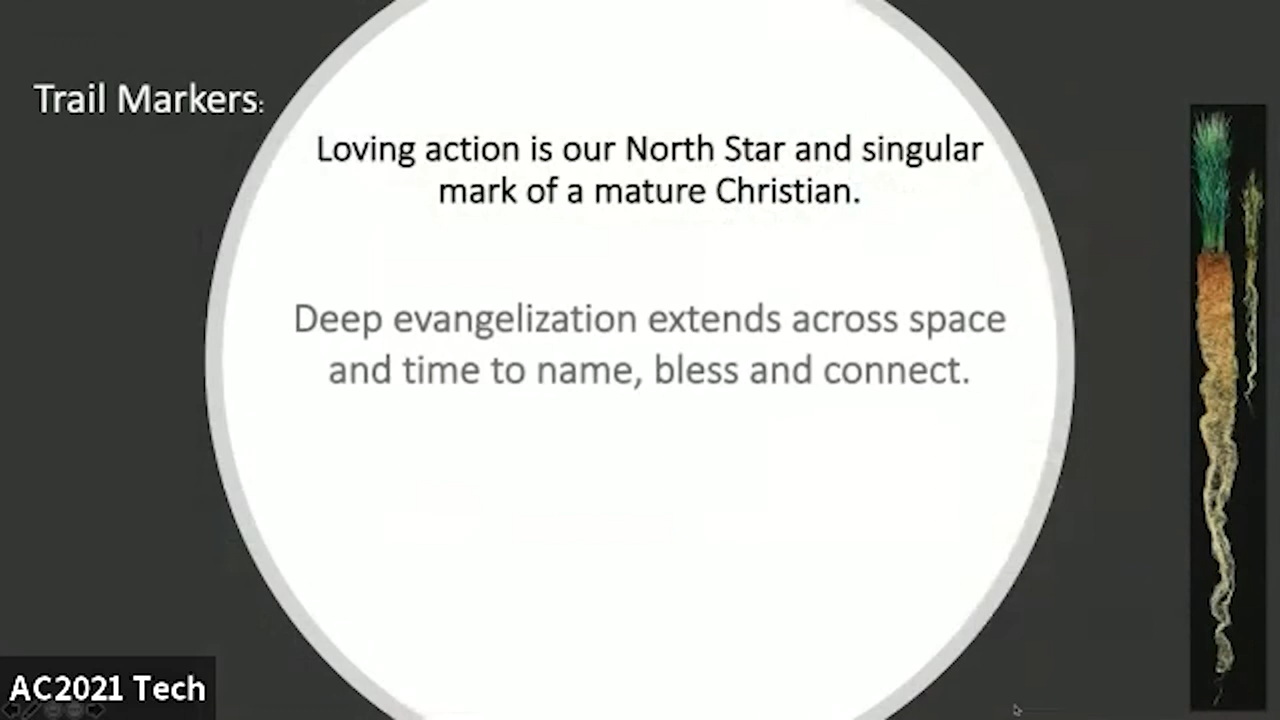 Trail Markers:
Loving action is our North Star and singular
mark of a mature Christian.
Deep evangelization extends across space
and time to name, bless and connect.
AC2021 Tech